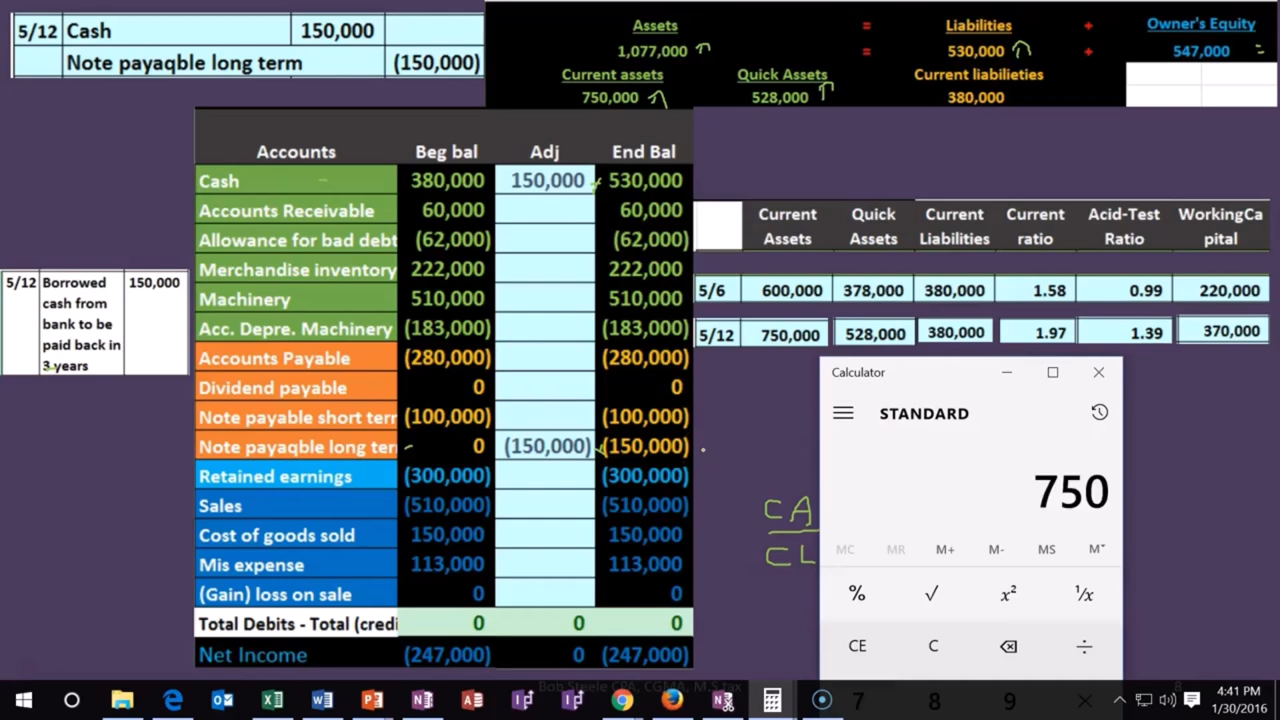 5/12 Cash 150,000
Note payaqble long term (150,000)
Assets = Liabilities + Owner's Equity
1,077,000 = 530,000 + 547,000
Current assets Quick Assets Current liabilieties
750,000 528,000 380,000
Accounts Beg bal Adj End Bal
Cash 380,000 150,000 530,000
Accounts Receivable 60,000 60,000
Allowance for bad debt (62,000) (62,000)
Merchandise inventory 222,000 222,000
Machinery 510,000 510,000
Acc. Depre. Machinery (183,000) (183,000)
Accounts Payable (280,000) (280,000)
Dividend payable 0 0
Note payable short terr (100,000) (100,000)
Note payaqble long ter 0 (150,000) (150,000)
Retained earnings (300,000) (300,000)
Sales (510,000) (510,000)
Cost of goods sold 150,000 150,000
Mis expense 113,000 113,000
(Gain) loss on sale 0 0
Total Debits - Total (credi 0 0 0
Net Income (247,000) 0 (247,000)
5/12 Borrowed 150,000
cash from
bank to be
paid back in
3 years
Current Quick Current Current Acid-Test WorkingCa
Assets Assets Liabilities ratio Ratio pital
5/6 600,000 378,000 380,000 1.58 0.99 220,000
5/12 750,000 528,000 380,000 1.97 1.39 370,000
CA
CL
Calculator
STANDARD
750
MC MR M+ M- MS M˅
% √ x² ¹/x
CE C ⌫ ÷
7 8 9 ×
Bob Steele CPA, CGMA, M.S.tax
4:41 PM
1/30/2016